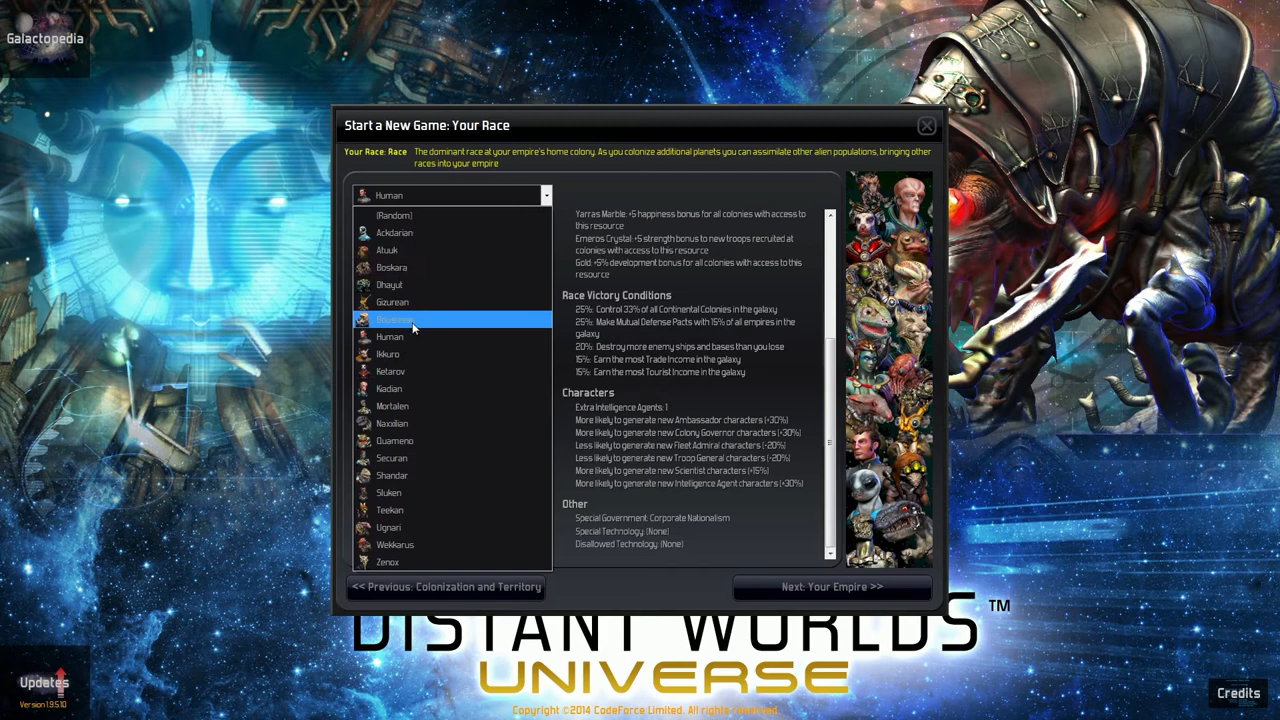 Galactopedia
Start a New Game: Your Race
Your Race: Race The dominant race at your empire's home colony. As you colonize additional planets you can assimilate other alien populations, bringing other
races into your empire
Human
(Random)
Ackdarian
Atuuk
Boskara
Dhayut
Gizurean
Human
Ikkuro
Ketarov
Kiadian
Mortalen
Naxxilian
Quameno
Securan
Shandar
Sluken
Teekan
Ugnari
Wekkarus
Zenox
Yarras Marble: +5 happiness bonus for all colonies with access to
this resource
Emeros Crystal: +5 strength bonus to new troops recruited at
colonies with access to this resource
Gold: +5% development bonus for all colonies with access to this
resource
Race Victory Conditions
25%: Control 33% of all Continental Colonies in the galaxy
25%: Make Mutual Defense Pacts with 15% of all empires in the
galaxy
20%: Destroy more enemy ships and bases than you lose
15%: Earn the most Trade Income in the galaxy
15%: Earn the most Tourist Income in the galaxy
Characters
Extra Intelligence Agents: 1
More likely to generate new Ambassador characters (+30%)
More likely to generate new Colony Governor characters (+30%)
Less likely to generate new Fleet Admiral characters (-20%)
Less likely to generate new Troop General characters (-20%)
More likely to generate new Scientist characters (+15%)
More likely to generate new Intelligence Agent characters (+30%)
Other
Special Government: Corporate Nationalism
Special Technology: (None)
Disallowed Technology: (None)
<< Previous: Colonization and Territory
Next: Your Empire >>
DISTANT WORLDS™
UNIVERSE
Updates
Version 1.9.5.10
Credits
Copyright ©2014 CodeForce Limited. All rights reserved.